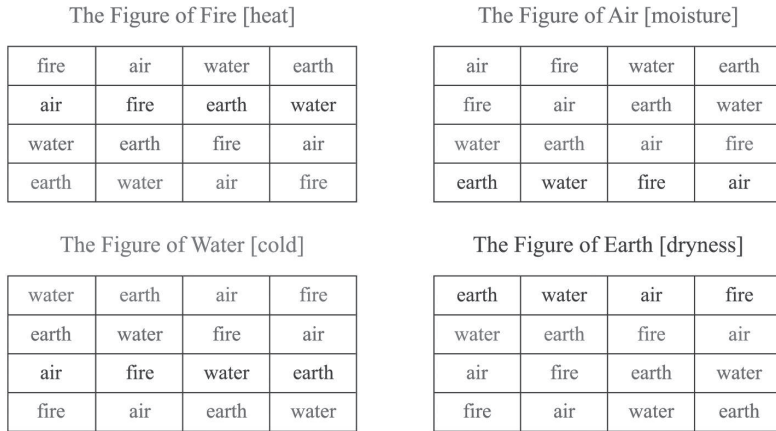 The Figure of Fire [heat]
fire air water earth
air fire earth water
water earth fire air
earth water air fire
The Figure of Air [moisture]
air fire water earth
fire air earth water
water earth air fire
earth water fire air
The Figure of Water [cold]
water earth air fire
earth water fire air
air fire water earth
fire air earth water
The Figure of Earth [dryness]
earth water air fire
water earth fire air
air fire earth water
fire air water earth